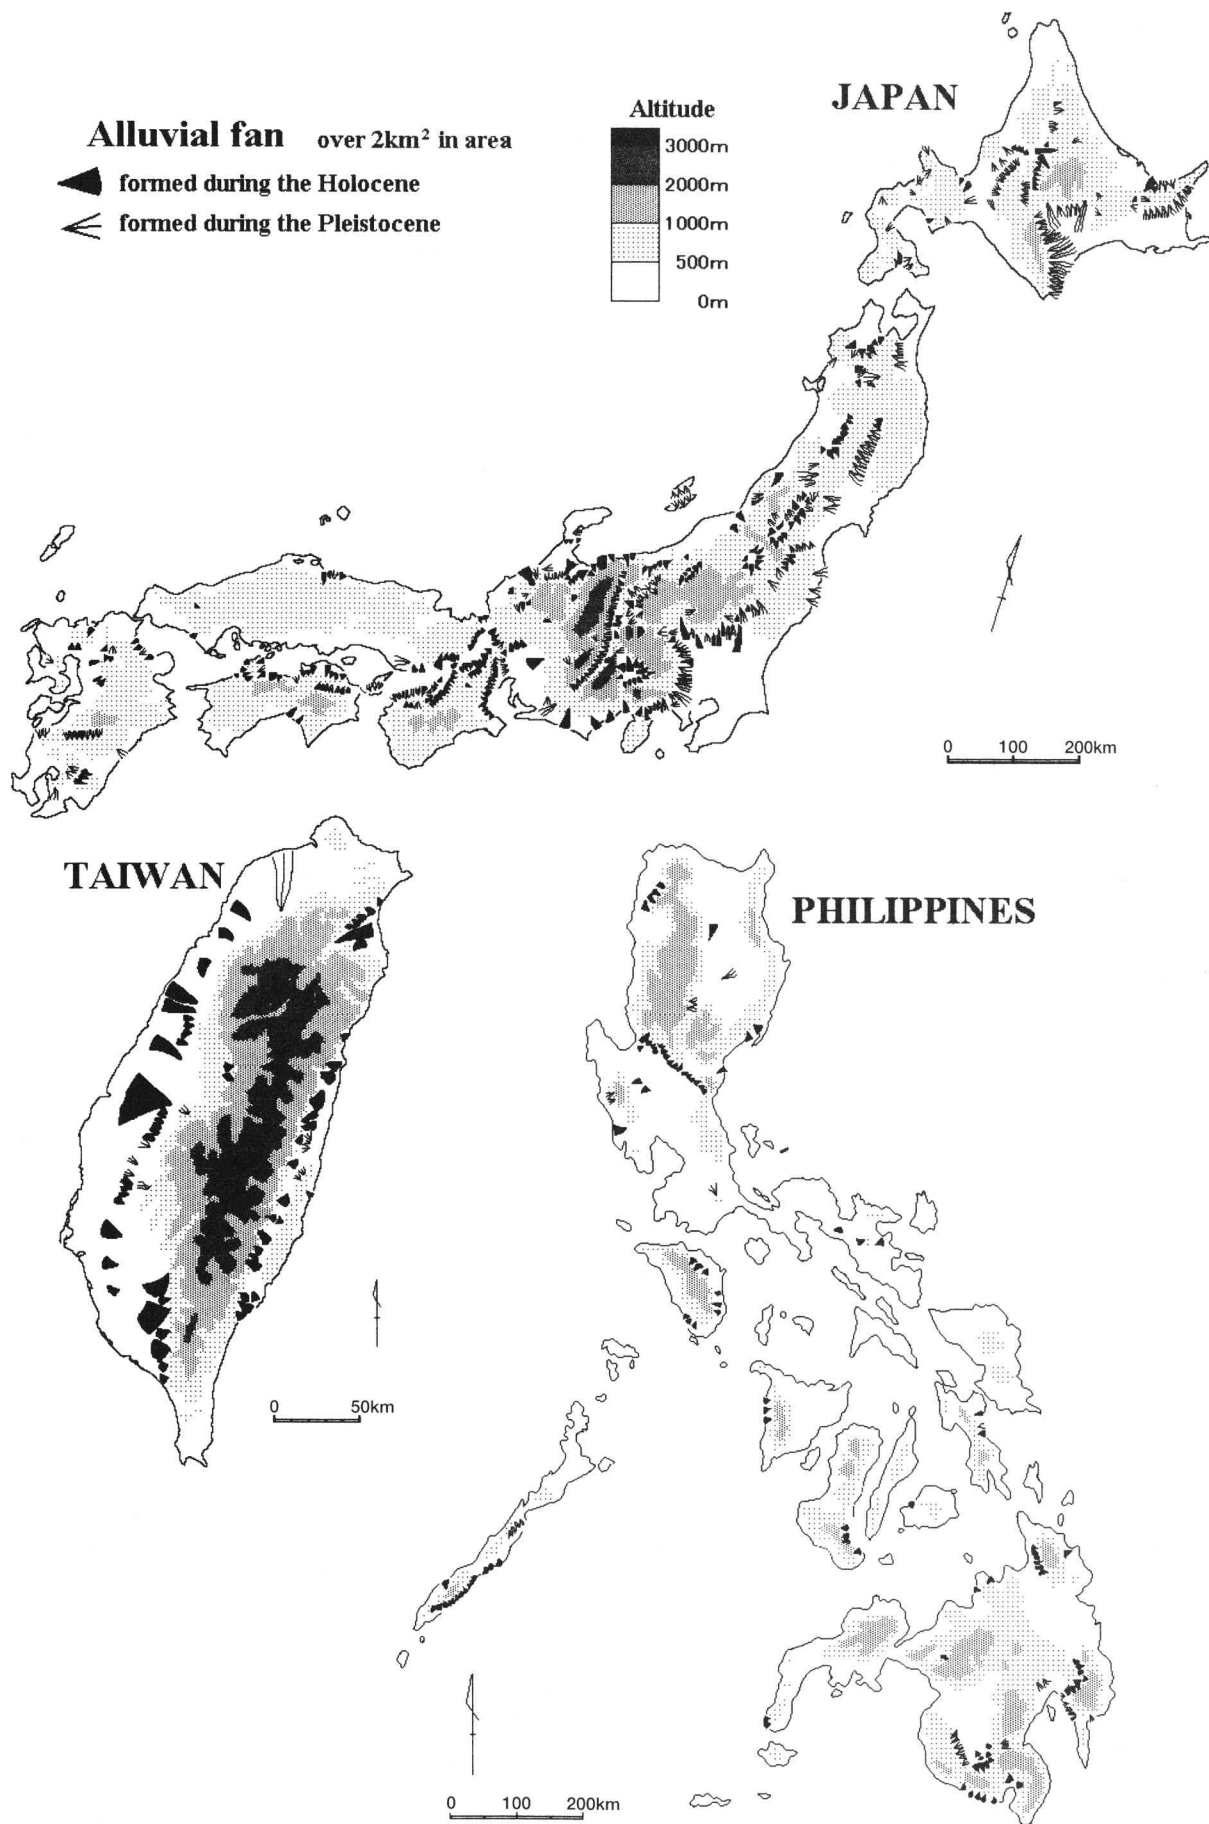 JAPAN
Alluvial fan over 2km² in area
formed during the Holocene
formed during the Pleistocene
Altitude
3000m
2000m
1000m
500m
0m
0 100 200km
TAIWAN
PHILIPPINES
0 50km
0 100 200km